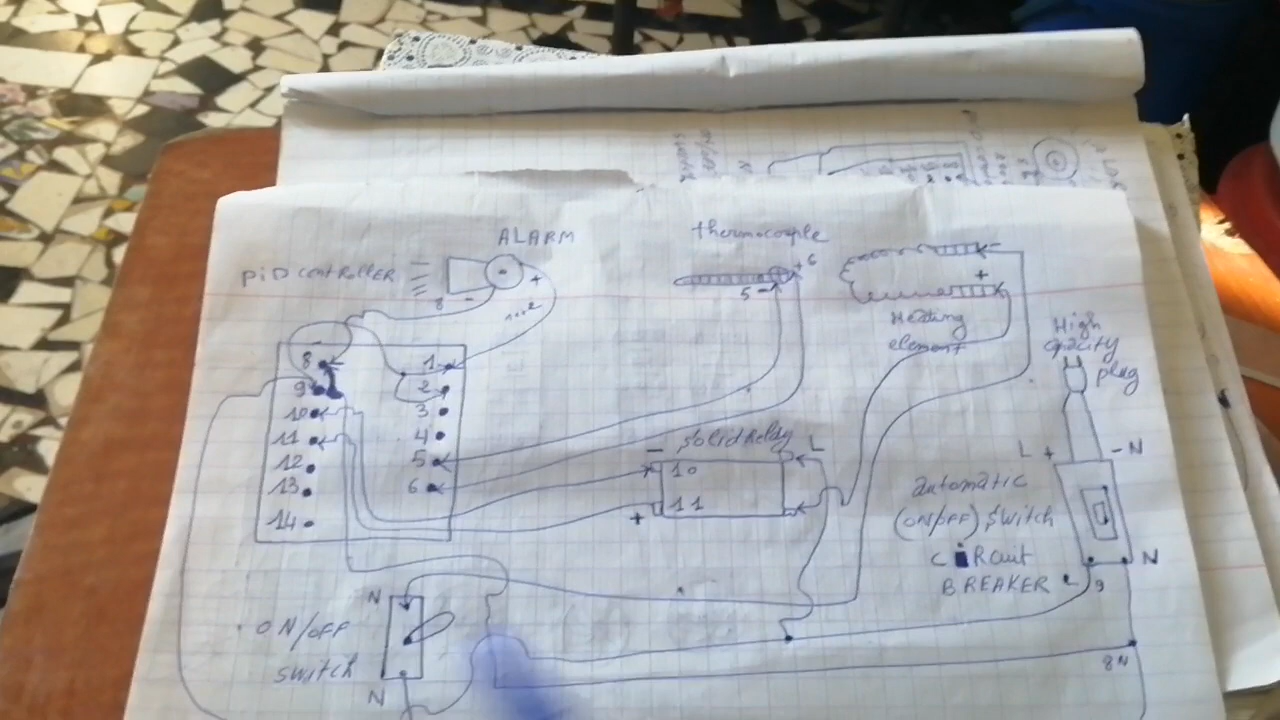 ALARM
thermocouple
PiD CONTROLLER
8 -
- +
5 -
+ 6
-
+
Heating
element
High
capacity
plug
8
9
10
11
12
13
14
1
2
3
4
5
6
Solid Relay
- L
10
11
+
L +
- N
automatic
(ON/OFF) Switch
CiRcuit
BREAKER
L 9
N
8N
N
ON/OFF
Switch
N